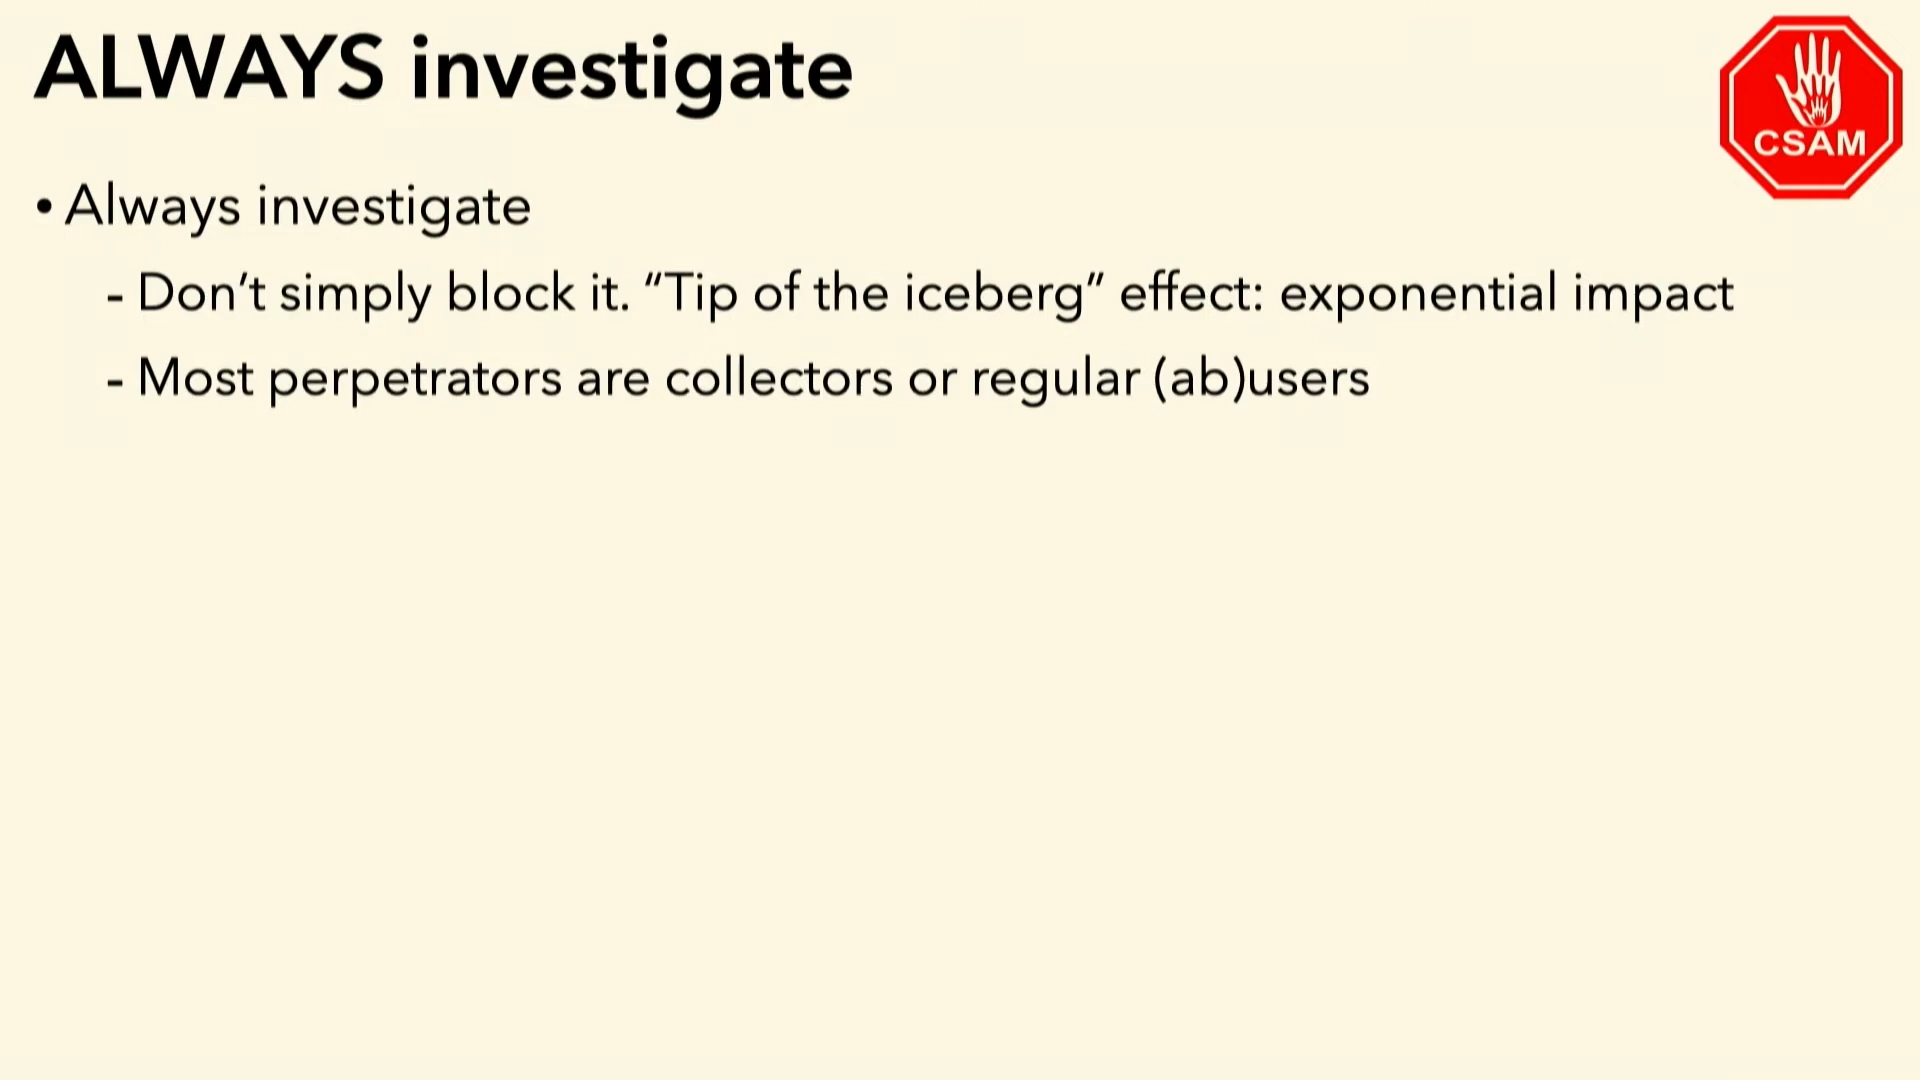 ALWAYS investigate
CSAM
• Always investigate
- Don’t simply block it. “Tip of the iceberg” effect: exponential impact
- Most perpetrators are collectors or regular (ab)users